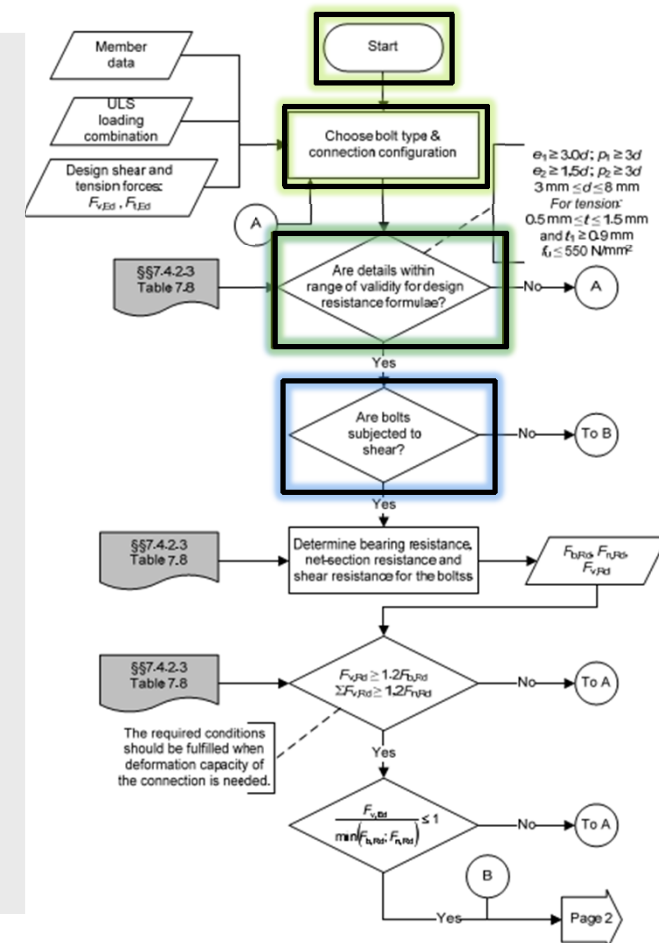 Member
data
ULS
loading
combination
Design shear and
tension forces:
Fv,Ed , Ft,Ed
Start
Choose bolt type &
connection configuration
A
e1 ≥ 3.0d; p1 ≥ 3d
e2 ≥ 1.5d; p2 ≥ 3d
3 mm ≤ d ≤ 8 mm
For tension:
0.5 mm ≤ t ≤ 1.5 mm
and t1 ≥ 0.9 mm
fu ≤ 550 N/mm²
§§7.4.2.3
Table 7.8
Are details within
range of validity for design
resistance formulae?
No
A
Yes
Are bolts
subjected to
shear?
No
To B
Yes
§§7.4.2.3
Table 7.8
Determine bearing resistance,
net-section resistance and
shear resistance for the boltss
Fb,Rd, Fn,Rd,
Fv,Rd
§§7.4.2.3
Table 7.8
Fv,Rd ≥ 1.2Fb,Rd
ΣFv,Rd ≥ 1.2Fn,Rd
No
To A
The required conditions
should be fulfilled when
deformation capacity of
the connection is needed.
Yes
Fv,Ed
min(Fb,Rd; Fn,Rd) ≤ 1
No
To A
B
Yes
Page 2